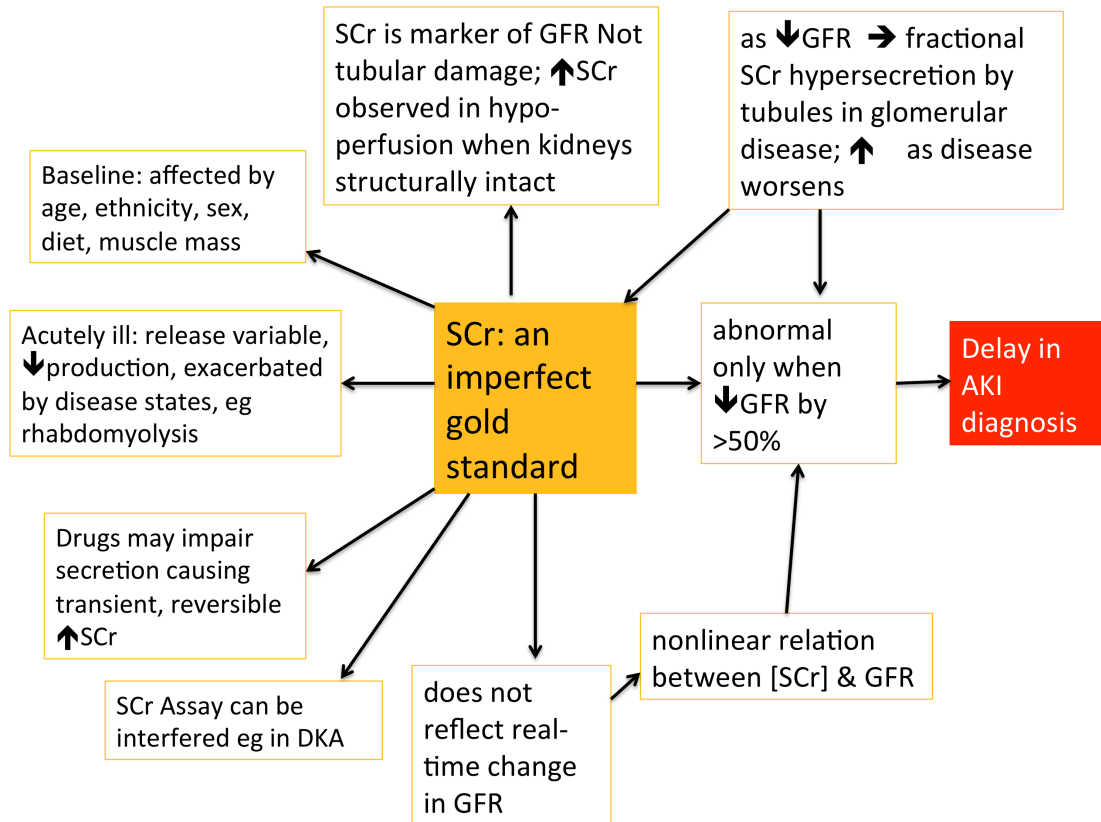 SCr is marker of GFR Not
tubular damage; 🡹SCr
observed in hypo-
perfusion when kidneys
structurally intact
as 🡻GFR 🡺 fractional
SCr hypersecretion by
tubules in glomerular
disease; 🡹 as disease
worsens
Baseline: affected by
age, ethnicity, sex,
diet, muscle mass
Acutely ill: release variable,
🡻production, exacerbated
by disease states, eg
rhabdomyolysis
SCr: an
imperfect
gold
standard
abnormal
only when
🡻GFR by
>50%
Delay in
AKI
diagnosis
Drugs may impair
secretion causing
transient, reversible
🡹SCr
SCr Assay can be
interfered eg in DKA
does not
reflect real-
time change
in GFR
nonlinear relation
between [SCr] & GFR